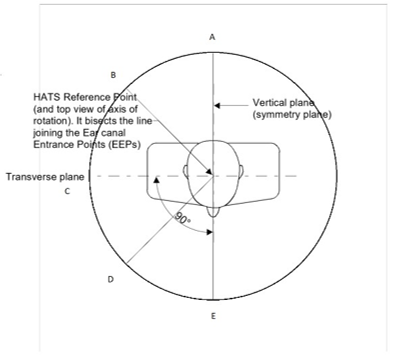 A
B
HATS Reference Point
(and top view of axis of
rotation). It bisects the line
joining the Ear canal
Entrance Points (EEPs)
Vertical plane
(symmetry plane)
Transverse plane
C
90°
D
E